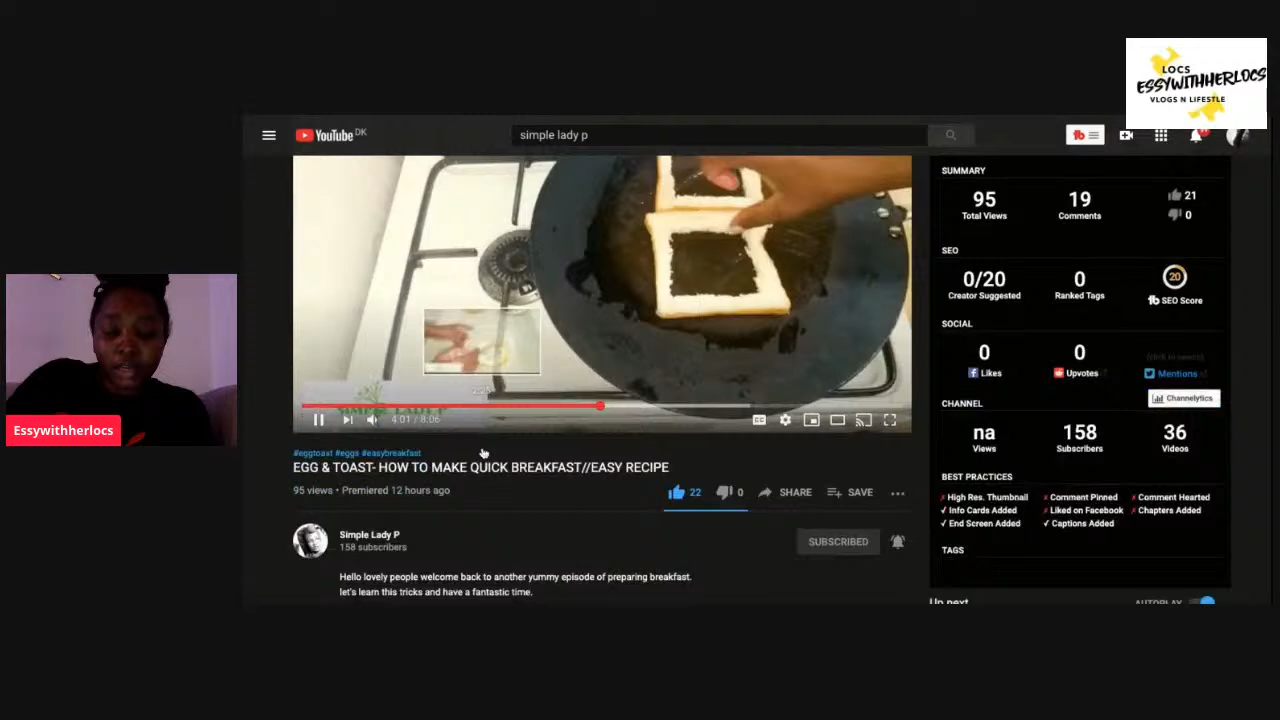 LOCS
ESSYWITHHERLOCS
VLOGS N LIFESTLE
YouTube DK
simple lady p
SUMMARY
95
Total Views
19
Comments
21
0
SEO
0/20
Creator Suggested
0
Ranked Tags
20
SEO Score
SOCIAL
0
Likes
0
Upvotes
Mentions
Channelytics
CHANNEL
na
Views
158
Subscribers
36
Videos
BEST PRACTICES
✗ High Res. Thumbnail
✗ Comment Pinned
✗ Comment Hearted
✓ Info Cards Added
✗ Liked on Facebook
✗ Chapters Added
✓ End Screen Added
✓ Captions Added
TAGS
Up next
AUTOPLAY
4:01 / 8:06
#eggtoast #eggs #easybreakfast
EGG & TOAST- HOW TO MAKE QUICK BREAKFAST//EASY RECIPE
95 views • Premiered 12 hours ago
22
0
SHARE
SAVE
Simple Lady P
158 subscribers
SUBSCRIBED
Hello lovely people welcome back to another yummy episode of preparing breakfast.
let's learn this tricks and have a fantastic time.
Essywithherlocs